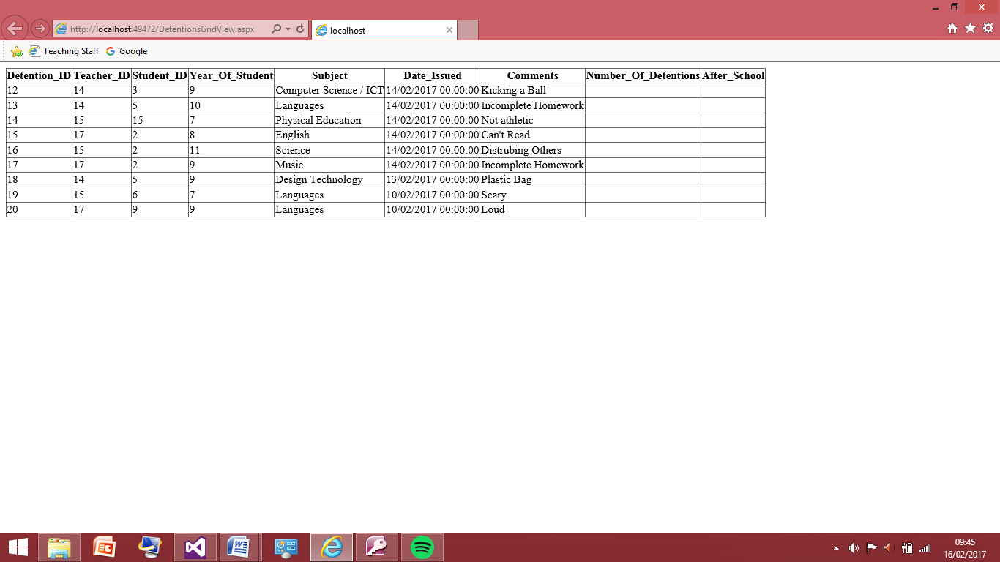 http://localhost:49472/DetentionsGridView.aspx
localhost
Teaching Staff Google
Detention_ID Teacher_ID Student_ID Year_Of_Student Subject Date_Issued Comments Number_Of_Detentions After_School
12 14 3 9 Computer Science / ICT 14/02/2017 00:00:00 Kicking a Ball
13 14 5 10 Languages 14/02/2017 00:00:00 Incomplete Homework
14 15 15 7 Physical Education 14/02/2017 00:00:00 Not athletic
15 17 2 8 English 14/02/2017 00:00:00 Can't Read
16 15 2 11 Science 14/02/2017 00:00:00 Distrubing Others
17 17 2 9 Music 14/02/2017 00:00:00 Incomplete Homework
18 14 5 9 Design Technology 13/02/2017 00:00:00 Plastic Bag
19 15 6 7 Languages 10/02/2017 00:00:00 Scary
20 17 9 9 Languages 10/02/2017 00:00:00 Loud
09:45
16/02/2017